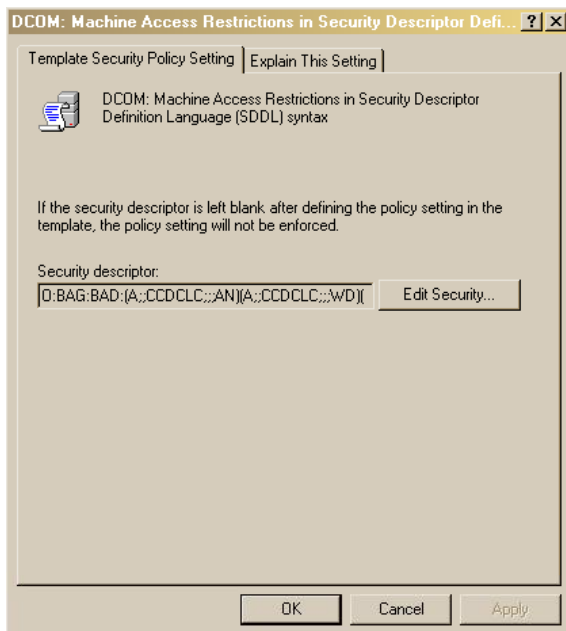 DCOM: Machine Access Restrictions in Security Descriptor Defi...
Template Security Policy Setting
Explain This Setting
DCOM: Machine Access Restrictions in Security Descriptor
Definition Language (SDDL) syntax
If the security descriptor is left blank after defining the policy setting in the
template, the policy setting will not be enforced.
Security descriptor:
O:BAG:BAD:(A;;CCDCLC;;;AN)(A;;CCDCLC;;;WD)(
Edit Security...
OK
Cancel
Apply